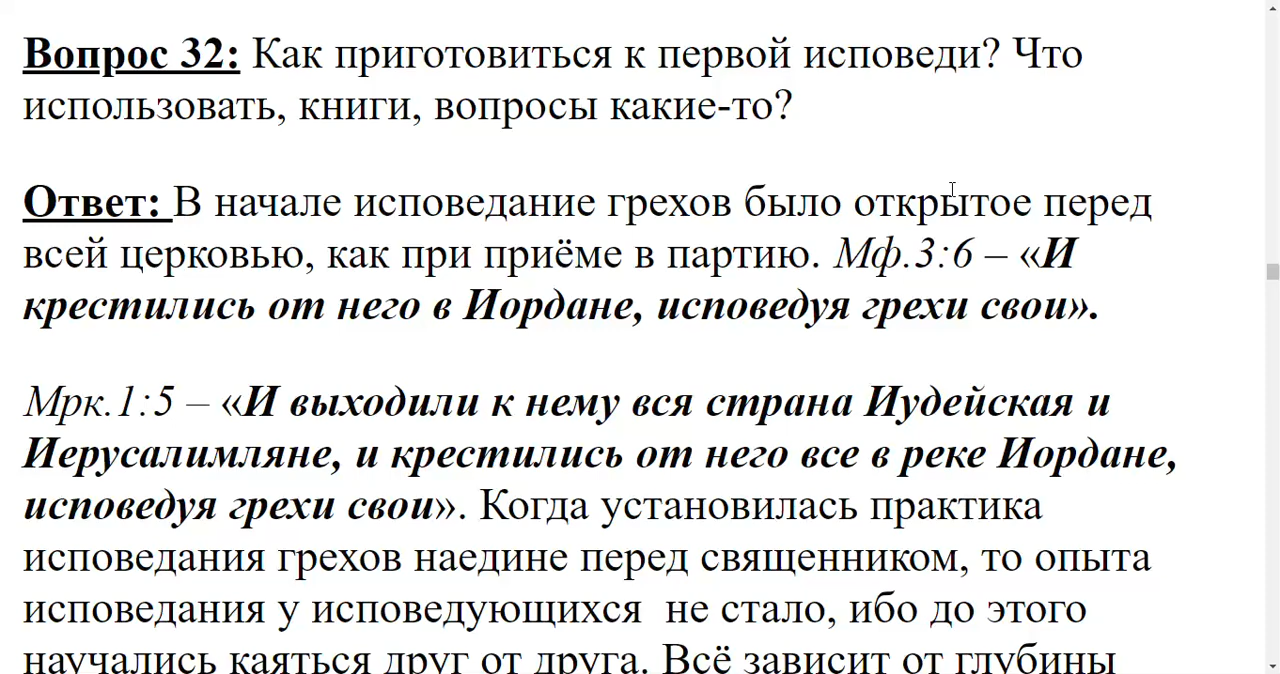 Вопрос 32: Как приготовиться к первой исповеди? Что
использовать, книги, вопросы какие-то?
Ответ: В начале исповедание грехов было открытое перед
всей церковью, как при приёме в партию. Мф.3:6 – «И
крестились от него в Иордане, исповедуя грехи свои».
Мрк.1:5 – «И выходили к нему вся страна Иудейская и
Иерусалимляне, и крестились от него все в реке Иордане,
исповедуя грехи свои». Когда установилась практика
исповедания грехов наедине перед священником, то опыта
исповедания у исповедующихся не стало, ибо до этого
научались каяться друг от друга. Всё зависит от глубины